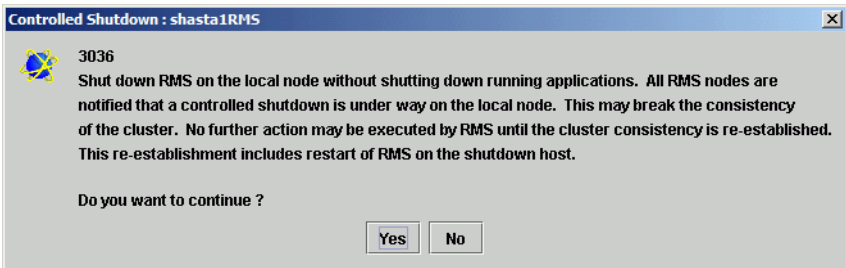 Controlled Shutdown : shasta1RMS
3036
Shut down RMS on the local node without shutting down running applications. All RMS nodes are
notified that a controlled shutdown is under way on the local node. This may break the consistency
of the cluster. No further action may be executed by RMS until the cluster consistency is re-established.
This re-establishment includes restart of RMS on the shutdown host.
Do you want to continue ?
Yes No